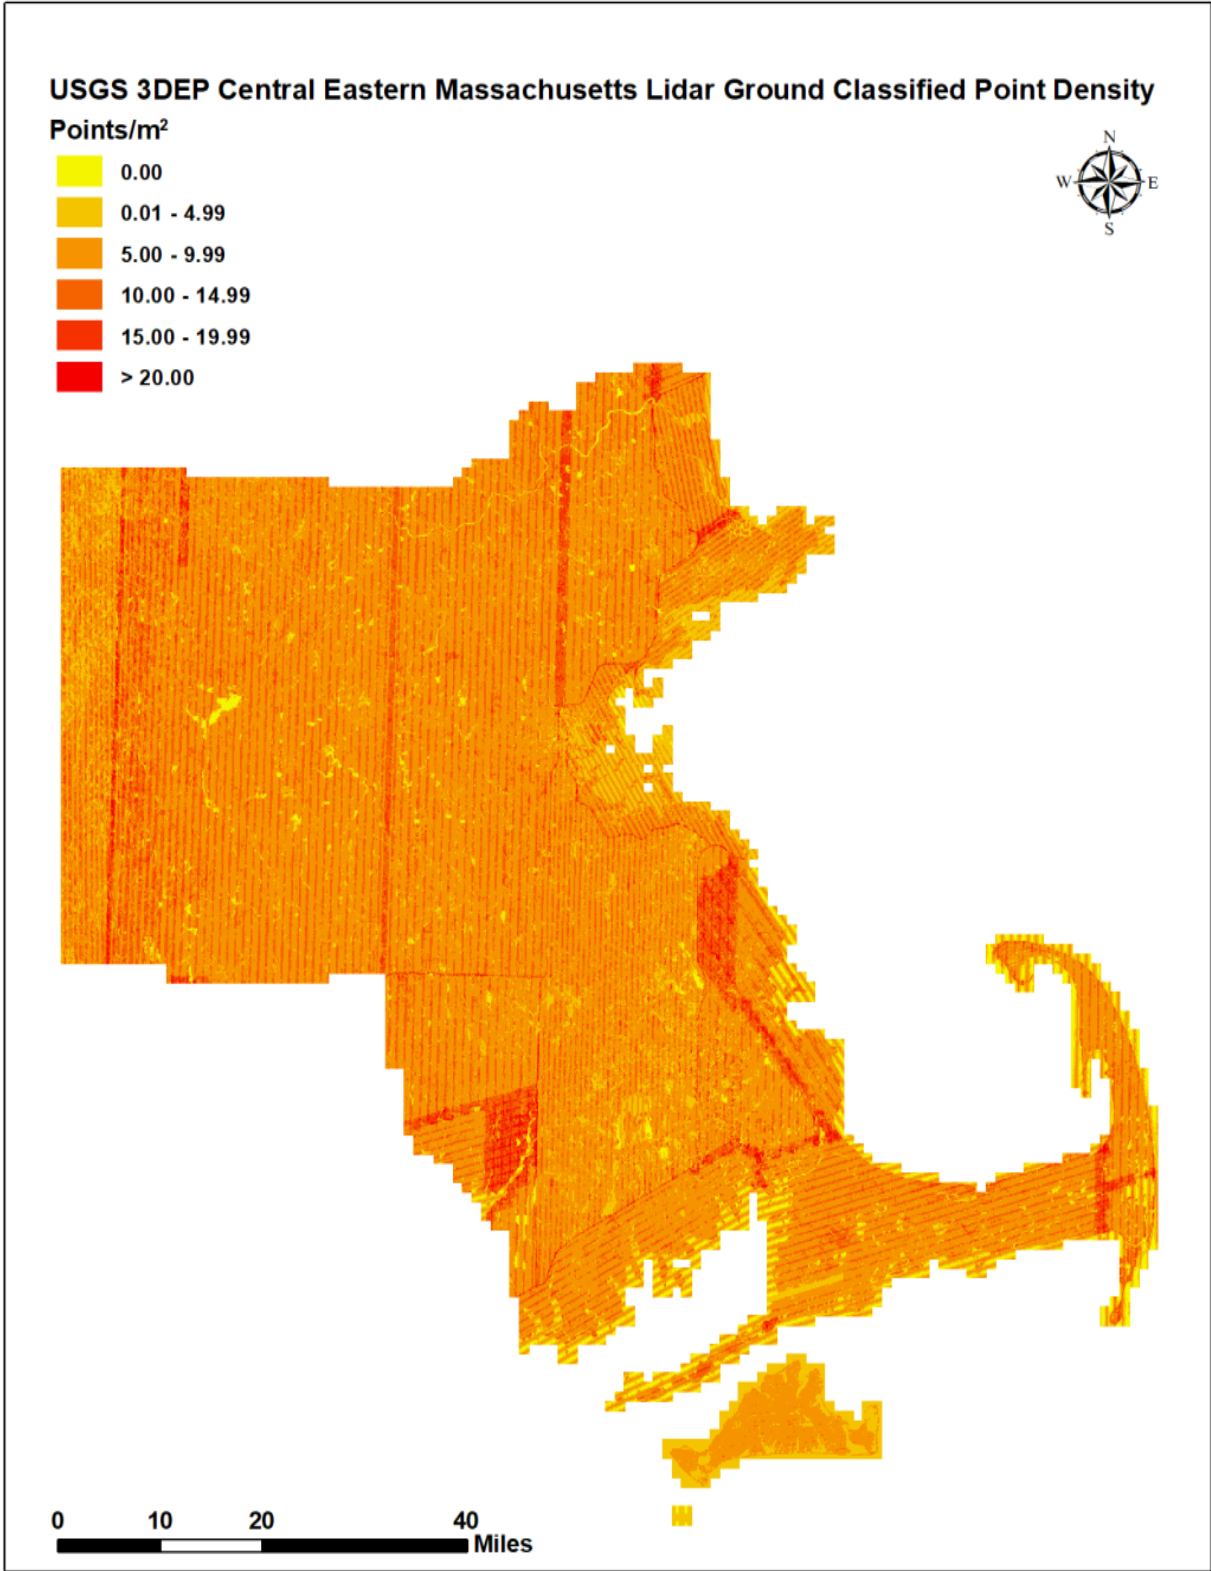 USGS 3DEP Central Eastern Massachusetts Lidar Ground Classified Point Density
Points/m²
0.00
0.01 - 4.99
5.00 - 9.99
10.00 - 14.99
15.00 - 19.99
> 20.00
N
W E
S
0 10 20 40
Miles